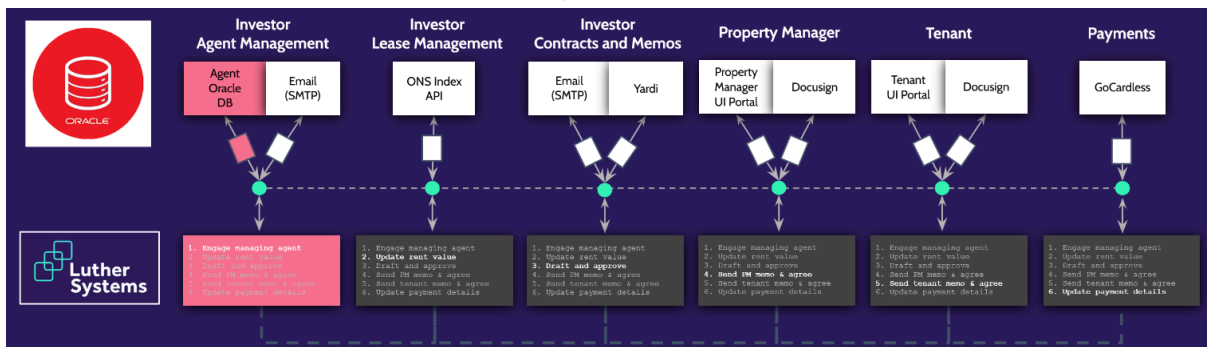 Investor
Agent Management
Investor
Lease Management
Investor
Contracts and Memos
Property Manager
Tenant
Payments
Agent
Oracle
DB
Email
(SMTP)
ONS Index
API
Email
(SMTP)
Yardi
Property
Manager
UI Portal
Docusign
Tenant
UI Portal
Docusign
GoCardless
ORACLE
Luther
Systems
1. Engage managing agent
2. Update rent value
3. Draft and approve
4. Send PM memo & agree
5. Send tenant memo & agree
6. Update payment details
1. Engage managing agent
2. Update rent value
3. Draft and approve
4. Send PM memo & agree
5. Send tenant memo & agree
6. Update payment details
1. Engage managing agent
2. Update rent value
3. Draft and approve
4. Send PM memo & agree
5. Send tenant memo & agree
6. Update payment details
1. Engage managing agent
2. Update rent value
3. Draft and approve
4. Send PM memo & agree
5. Send tenant memo & agree
6. Update payment details
1. Engage managing agent
2. Update rent value
3. Draft and approve
4. Send PM memo & agree
5. Send tenant memo & agree
6. Update payment details
1. Engage managing agent
2. Update rent value
3. Draft and approve
4. Send PM memo & agree
5. Send tenant memo & agree
6. Update payment details